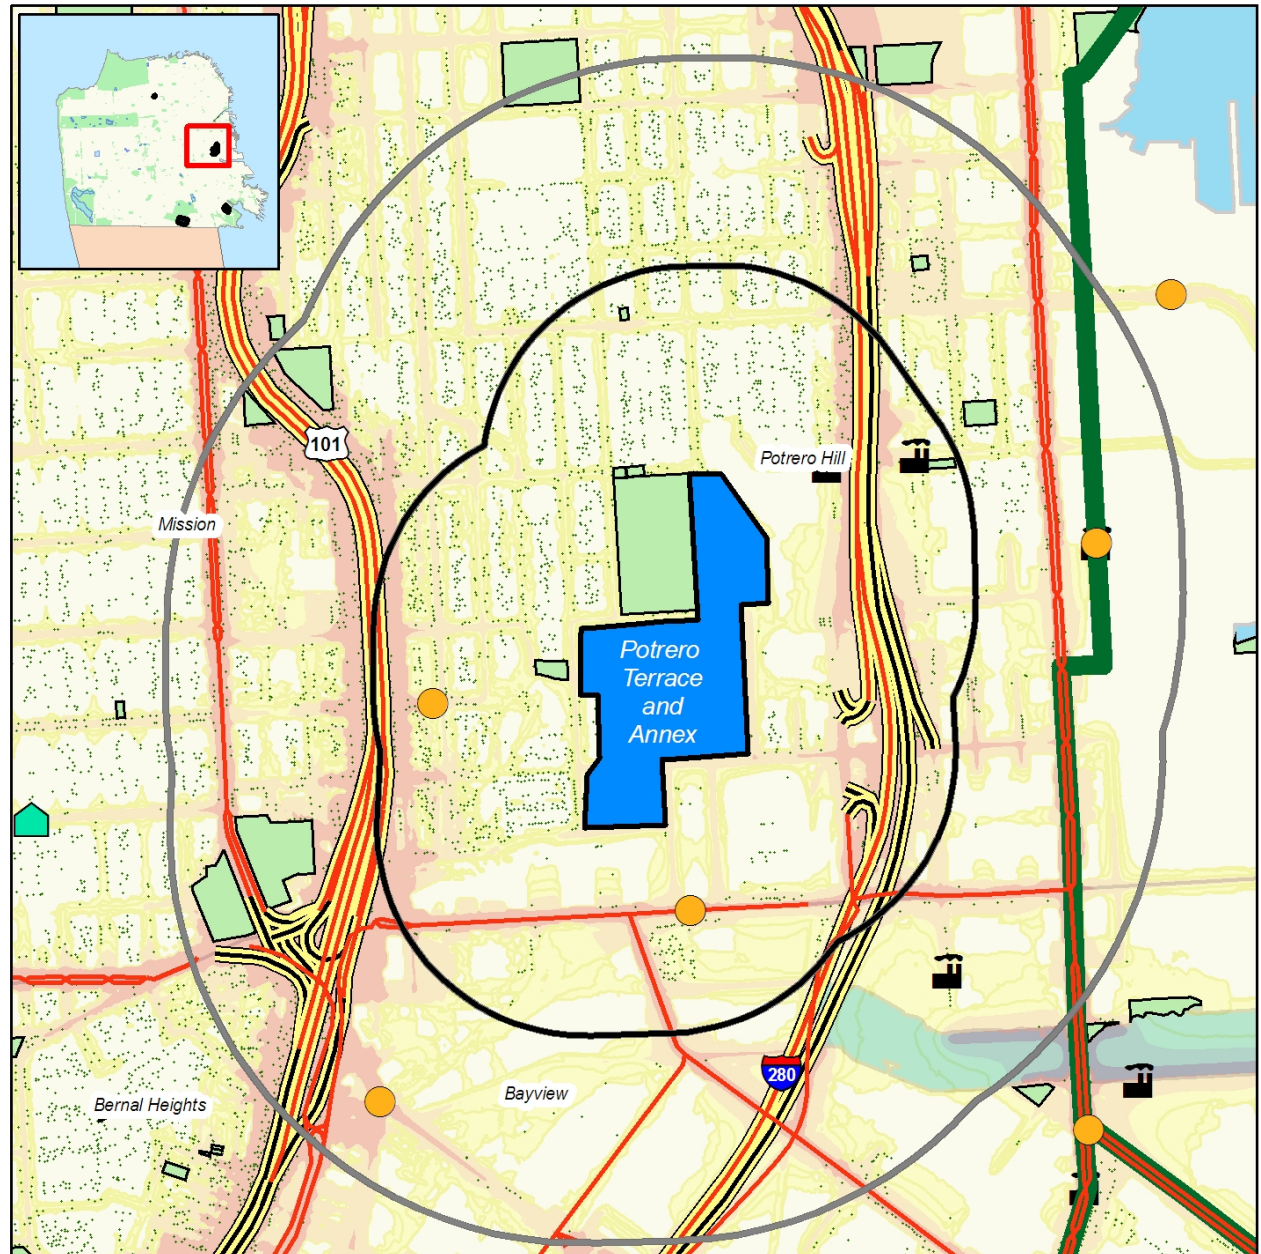 101
Potrero Hill
Mission
Potrero
Terrace
and
Annex
280
Bayview
Bernal Heights